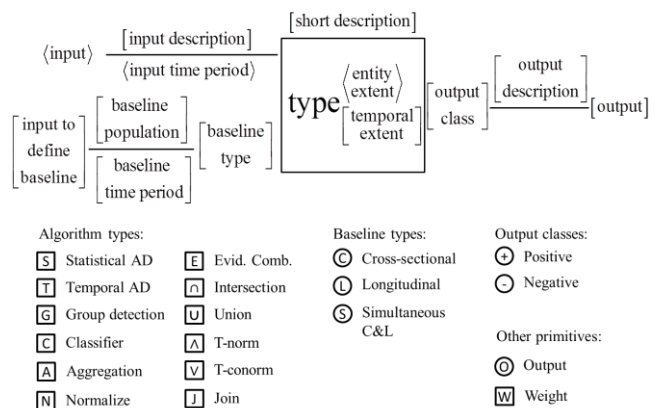 [short description]
⟨input⟩ [input description]
⟨input time period⟩
type ⟨entity extent⟩
[temporal extent]
[output class]
[output description]
[output]
[input to define baseline]
[baseline population]
[baseline time period]
[baseline type]
Algorithm types:
S Statistical AD
T Temporal AD
G Group detection
C Classifier
A Aggregation
N Normalize
E Evid. Comb.
∩ Intersection
U Union
Λ T-norm
V T-conorm
J Join
Baseline types:
C Cross-sectional
L Longitudinal
S Simultaneous
C&L
Output classes:
+ Positive
- Negative
Other primitives:
O Output
W Weight